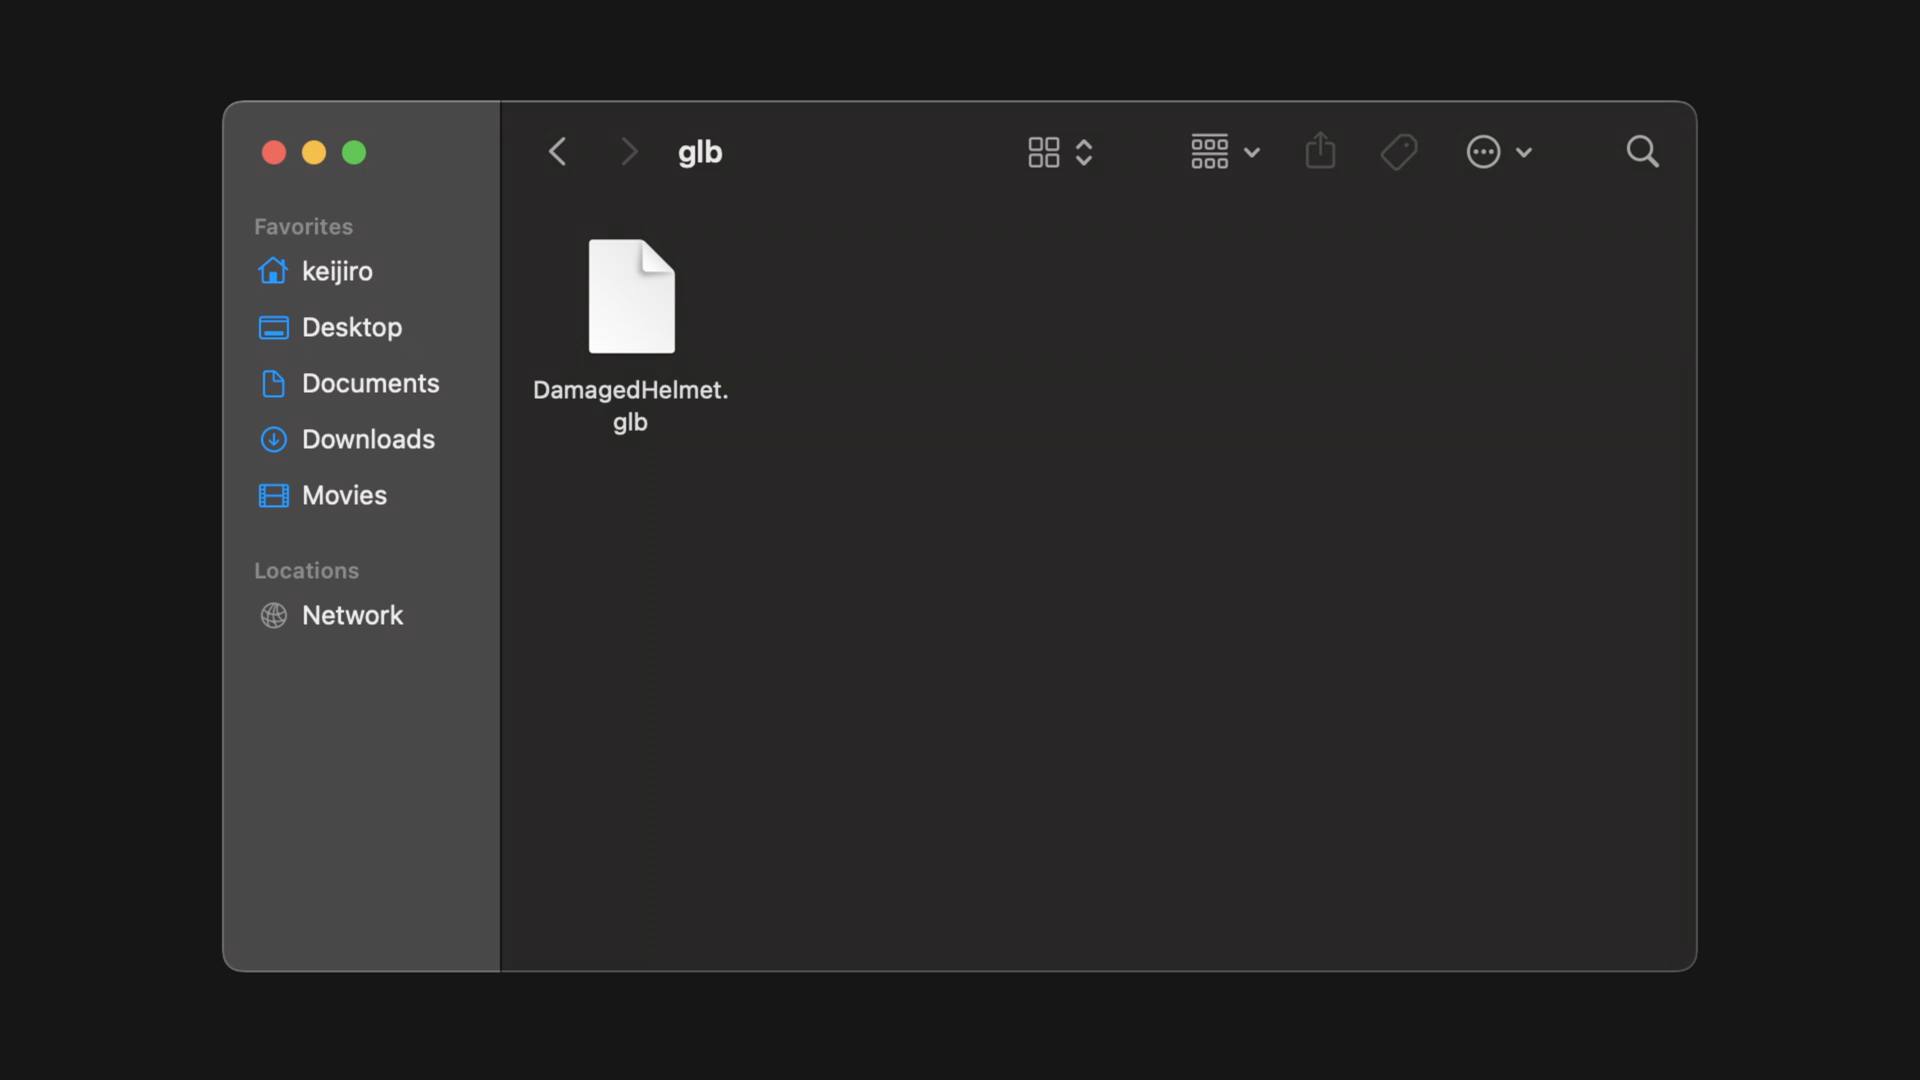 glb
Favorites
keijiro
Desktop
Documents
Downloads
Movies
Locations
Network
DamagedHelmet.
glb